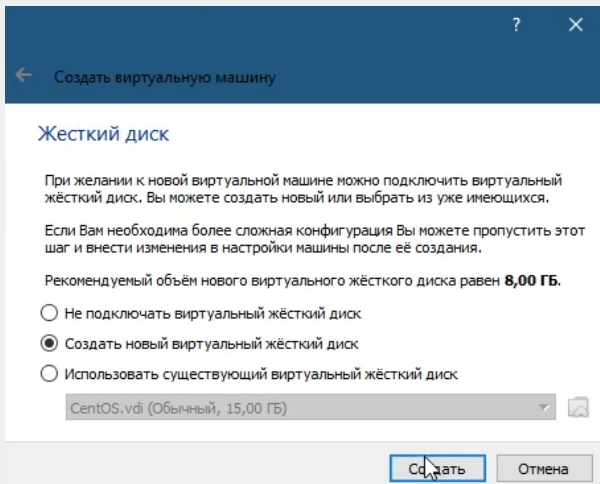 ?
Создать виртуальную машину
Жесткий диск
При желании к новой виртуальной машине можно подключить виртуальный
жёсткий диск. Вы можете создать новый или выбрать из уже имеющихся.
Если Вам необходима более сложная конфигурация Вы можете пропустить этот
шаг и внести изменения в настройки машины после её создания.
Рекомендуемый объём нового виртуального жёсткого диска равен 8,00 ГБ.
Не подключать виртуальный жёсткий диск
Создать новый виртуальный жёсткий диск
Использовать существующий виртуальный жёсткий диск
CentOS.vdi (Обычный, 15,00 ГБ)
Создать
Отмена